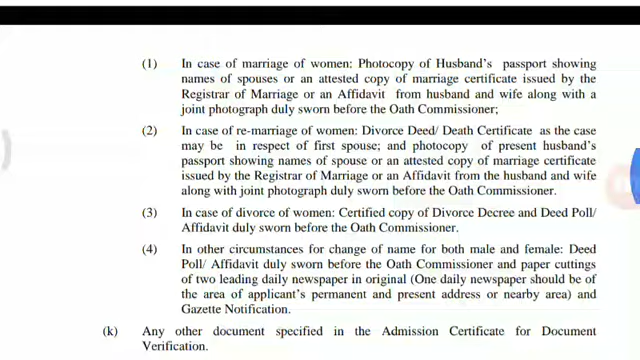 (1) In case of marriage of women: Photocopy of Husband's passport showing
names of spouses or an attested copy of marriage certificate issued by the
Registrar of Marriage or an Affidavit from husband and wife along with a
joint photograph duly sworn before the Oath Commissioner;
(2) In case of re-marriage of women: Divorce Deed/ Death Certificate as the case
may be in respect of first spouse; and photocopy of present husband's
passport showing names of spouse or an attested copy of marriage certificate
issued by the Registrar of Marriage or an Affidavit from the husband and wife
along with joint photograph duly sworn before the Oath Commissioner.
(3) In case of divorce of women: Certified copy of Divorce Decree and Deed Poll/
Affidavit duly sworn before the Oath Commissioner.
(4) In other circumstances for change of name for both male and female: Deed
Poll/ Affidavit duly sworn before the Oath Commissioner and paper cuttings
of two leading daily newspaper in original (One daily newspaper should be of
the area of applicant's permanent and present address or nearby area) and
Gazette Notification.
(k) Any other document specified in the Admission Certificate for Document
Verification.